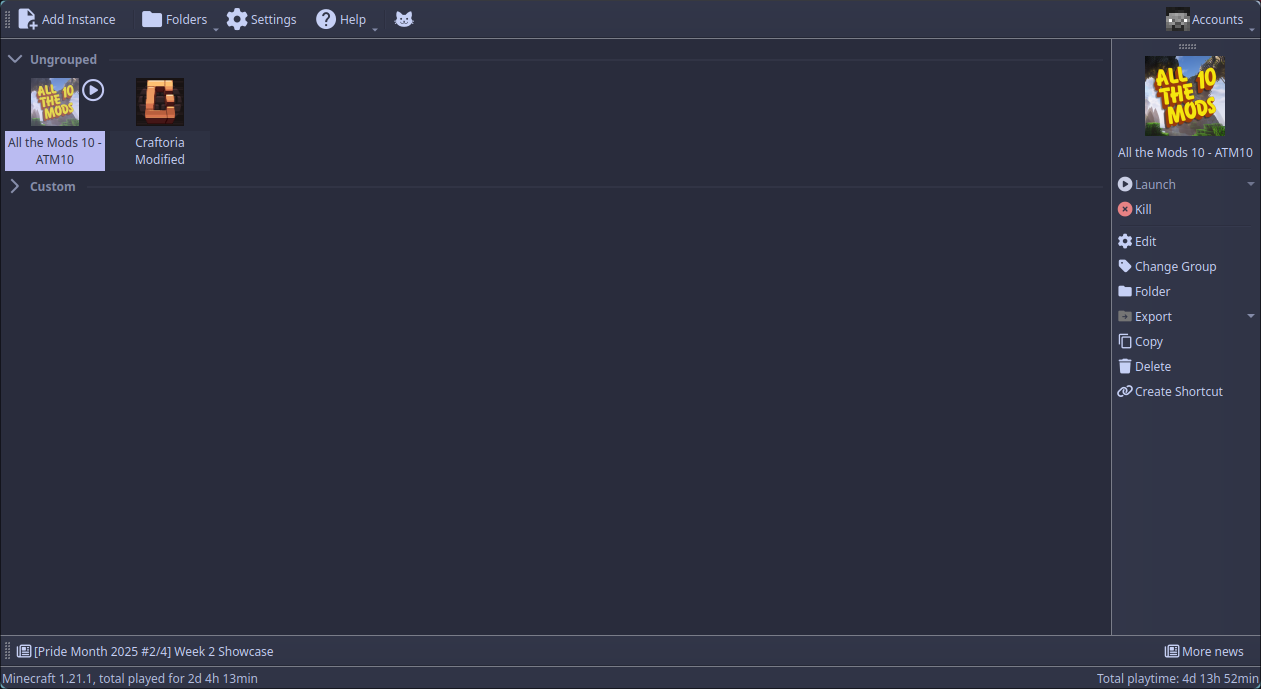 Add Instance
Folders
Settings
Help
Accounts
Ungrouped
ALL THE MODS 10
All the Mods 10 -
ATM10
Craftoria
Modified
Custom
ALL THE MODS 10
All the Mods 10 - ATM10
Launch
Kill
Edit
Change Group
Folder
Export
Copy
Delete
Create Shortcut
[Pride Month 2025 #2/4] Week 2 Showcase
More news
Minecraft 1.21.1, total played for 2d 4h 13min
Total playtime: 4d 13h 52min